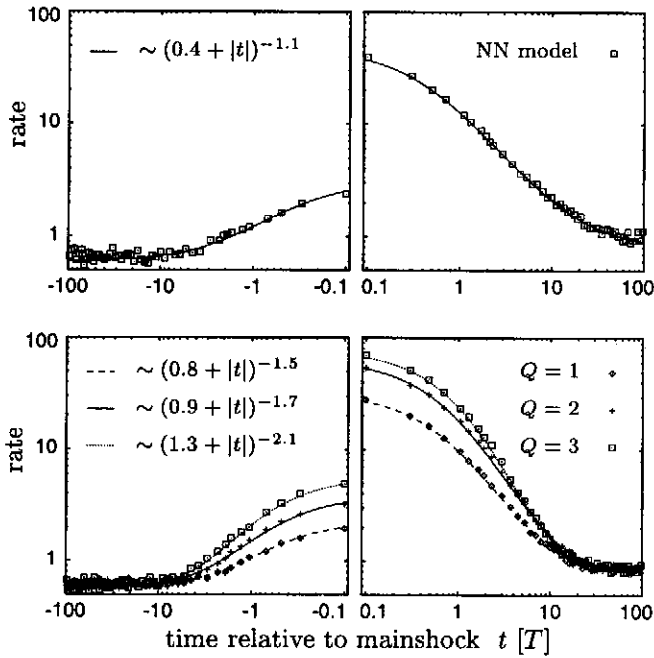 100
10
1
rate
∼ (0.4 + |t|)^{−1.1}
NN model
-100 -10 -1 -0.1
0.1 1 10 100
100
10
1
rate
∼ (0.8 + |t|)^{−1.5}
∼ (0.9 + |t|)^{−1.7}
∼ (1.3 + |t|)^{−2.1}
Q = 1
Q = 2
Q = 3
-100 -10 -1 -0.1
0.1 1 10 100
time relative to mainshock t [T]